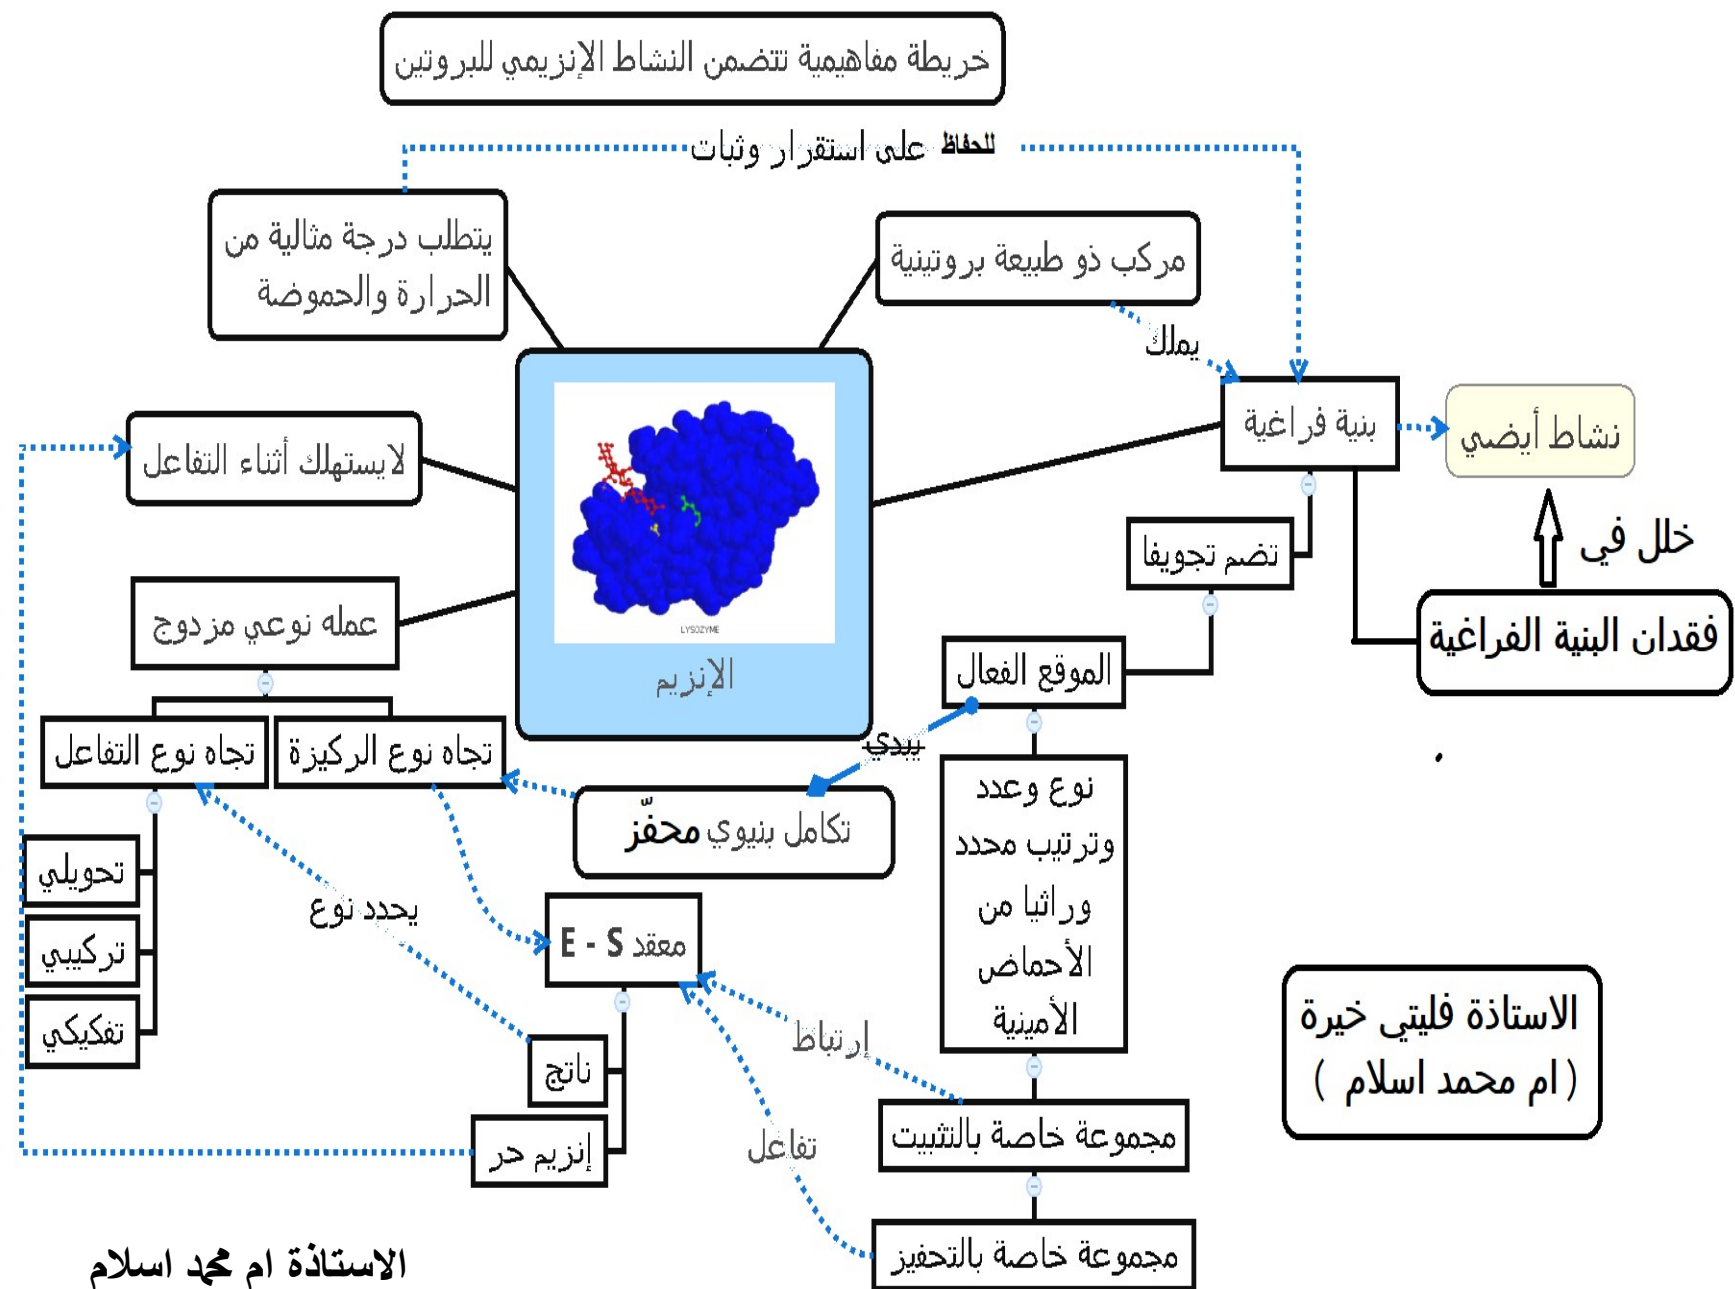 خريطة مفاهيمية تتضمن النشاط الإنزيمي للبروتين
للحفاظ على استقرار وثبات
يتطلب درجة مثالية من
الحرارة والحموضة
مركب ذو طبيعة بروتينية
يملك
بنية فراغية
نشاط أيضي
خلل في
فقدان البنية الفراغية
تضم تجويفا
لايستهلك أثناء التفاعل
LYSOZYME
الإنزيم
عمله نوعي مزدوج
الموقع الفعال
تجاه نوع الركيزة
تجاه نوع التفاعل
يبدي
تكامل بنيوي محفّز
نوع وعدد
وترتيب محدد
وراثيا من
الأحماض
الأمينية
تحويلي
تركيبي
تفكيكي
يحدد نوع
معقد E - S
إرتباط
ناتج
إنزيم حر
تفاعل
مجموعة خاصة بالتثبيت
مجموعة خاصة بالتحفيز
الاستاذة فليتي خيرة
( ام محمد اسلام )
الاستاذة ام محمد اسلام